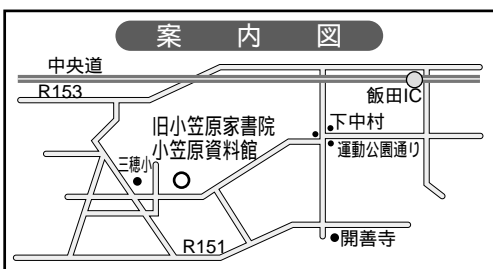 案 内 図
中央道
R153
飯田IC
旧小笠原家書院
小笠原資料館
下中村
運動公園通り
三穂小
R151
開善寺